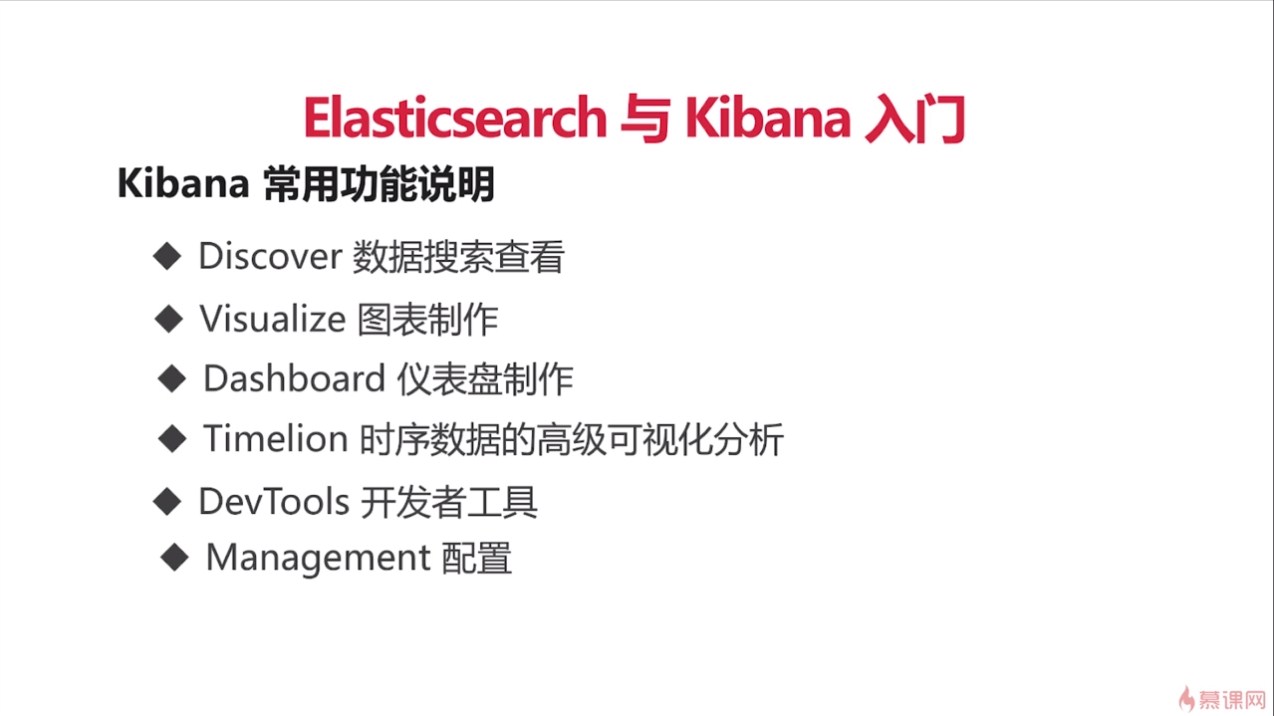 Elasticsearch 与 Kibana 入门
Kibana 常用功能说明
◆ Discover 数据搜索查看
◆ Visualize 图表制作
◆ Dashboard 仪表盘制作
◆ Timelion 时序数据的高级可视化分析
◆ DevTools 开发者工具
◆ Management 配置
慕课网